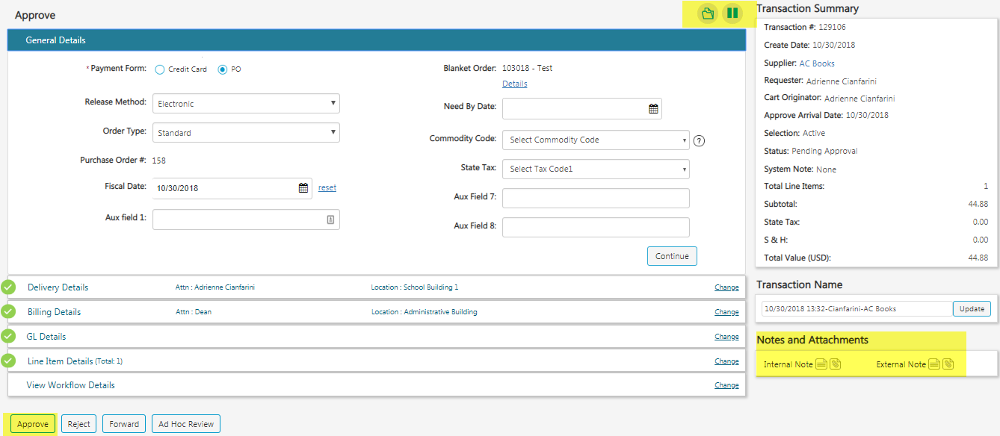 Approve
General Details
* Payment Form: Credit Card PO
Release Method: Electronic
Order Type: Standard
Purchase Order #: 158
Fiscal Date: 10/30/2018 reset
Aux field 1:
Blanket Order: 103018 - Test
Details
Need By Date:
Commodity Code: Select Commodity Code ?
State Tax: Select Tax Code1
Aux Field 7:
Aux Field 8:
Continue
Delivery Details Attn : Adrienne Cianfarini Location : School Building 1 Change
Billing Details Attn : Dean Location : Administrative Building Change
GL Details Change
Line Item Details (Total: 1) Change
View Workflow Details Change
Approve Reject Forward Ad Hoc Review
Transaction Summary
Transaction #: 129106
Create Date: 10/30/2018
Supplier: AC Books
Requester: Adrienne Cianfarini
Cart Originator: Adrienne Cianfarini
Approve Arrival Date: 10/30/2018
Selection: Active
Status: Pending Approval
System Note: None
Total Line Items: 1
Subtotal: 44.88
State Tax: 0.00
S & H: 0.00
Total Value (USD): 44.88
Transaction Name
10/30/2018 13:32-Cianfarini-AC Books Update
Notes and Attachments
Internal Note External Note